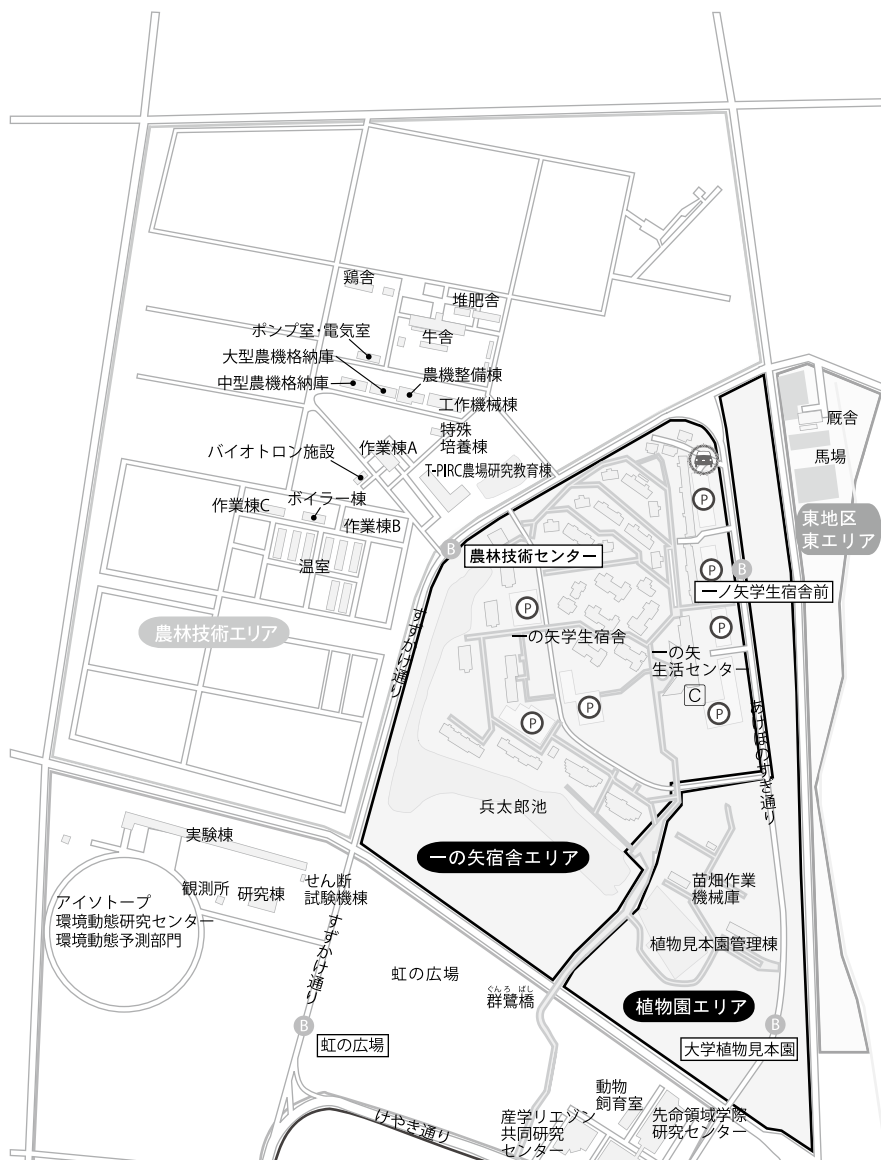 鶏舎
堆肥舎
ポンプ室・電気室
牛舎
大型農機格納庫
中型農機格納庫
農機整備棟
工作機械棟
特殊
培養棟
作業棟A
バイオトロン施設
T-PIRC農場研究教育棟
作業棟C
ボイラー棟
作業棟B
温室
農林技術エリア
厩舎
馬場
東地区
東エリア
P
B
農林技術センター
P
B
一ノ矢学生宿舎前
P
一の矢学生宿舎
P
一の矢
生活センター
C
P
P
P
すずかけ通り
あけぼのすぎ通り
兵太郎池
一の矢宿舎エリア
実験棟
観測所
研究棟
せん断
試験機棟
アイソトープ
環境動態研究センター
環境動態予測部門
すずかけ通り
苗畑作業
機械庫
植物見本園管理棟
虹の広場
ぐんろ ばし
群鷺橋
植物園エリア
B
虹の広場
B
大学植物見本園
けやき通り
動物
飼育室
産学リエゾン
共同研究
センター
先命領域学際
研究センター